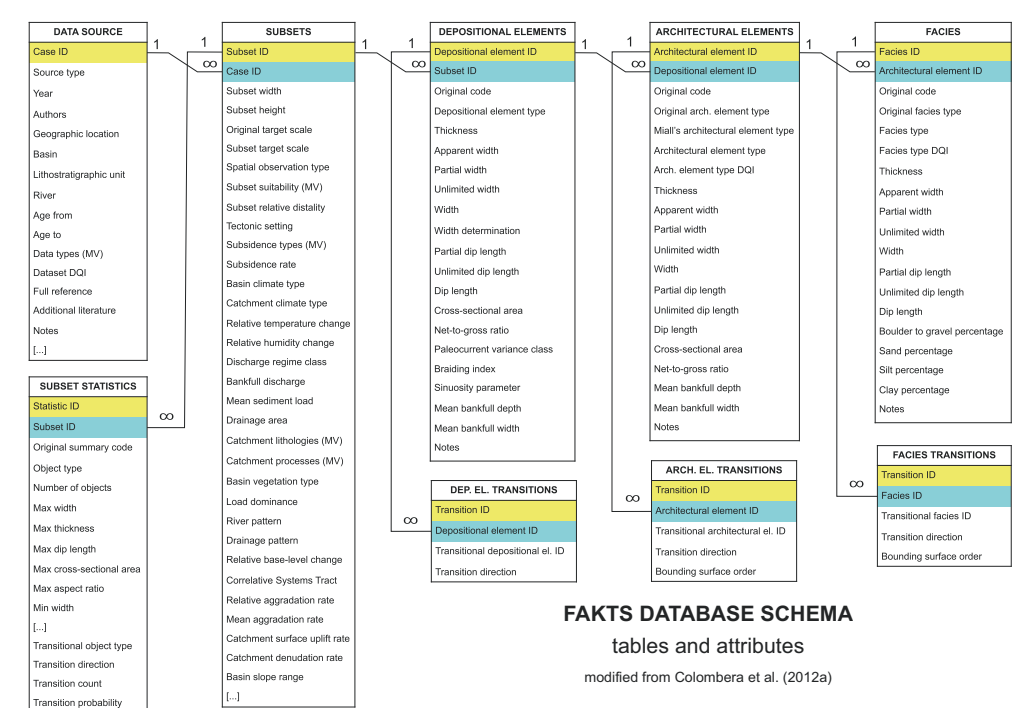 DATA SOURCE
Case ID
Source type
Year
Authors
Geographic location
Basin
Lithostratigraphic unit
River
Age from
Age to
Data types (MV)
Dataset DQI
Full reference
Additional literature
Notes
[...]
1
∞
SUBSET STATISTICS
Statistic ID
Subset ID
Original summary code
Object type
Number of objects
Max width
Max thickness
Max dip length
Max cross-sectional area
Max aspect ratio
Min width
[...]
Transitional object type
Transition direction
Transition count
Transition probability
1
∞
SUBSETS
Subset ID
Case ID
Subset width
Subset height
Original target scale
Subset target scale
Spatial observation type
Subset suitability (MV)
Subset relative distality
Tectonic setting
Subsidence types (MV)
Subsidence rate
Basin climate type
Catchment climate type
Relative temperature change
Relative humidity change
Discharge regime class
Bankfull discharge
Mean sediment load
Drainage area
Catchment lithologies (MV)
Catchment processes (MV)
Basin vegetation type
Load dominance
River pattern
Drainage pattern
Relative base-level change
Correlative Systems Tract
Relative aggradation rate
Mean aggradation rate
Catchment surface uplift rate
Catchment denudation rate
Basin slope range
[...]
1
∞
1
DEPOSITIONAL ELEMENTS
Depositional element ID
Subset ID
Original code
Depositional element type
Thickness
Apparent width
Partial width
Unlimited width
Width
Width determination
Partial dip length
Unlimited dip length
Dip length
Cross-sectional area
Net-to-gross ratio
Paleocurrent variance class
Braiding index
Sinuosity parameter
Mean bankfull depth
Mean bankfull width
Notes
∞
DEP. EL. TRANSITIONS
Transition ID
Depositional element ID
Transitional depositional el. ID
Transition direction
1
1
∞
ARCHITECTURAL ELEMENTS
Architectural element ID
Depositional element ID
Original code
Original arch. element type
Miall's architectural element type
Architectural element type
Arch. element type DQI
Thickness
Apparent width
Partial width
Unlimited width
Width
Partial dip length
Unlimited dip length
Dip length
Cross-sectional area
Net-to-gross ratio
Mean bankfull depth
Mean bankfull width
Notes
∞
ARCH. EL. TRANSITIONS
Transition ID
Architectural element ID
Transitional architectural el. ID
Transition direction
Bounding surface order
1
1
∞
FACIES
Facies ID
Architectural element ID
Original code
Original facies type
Facies type
Facies type DQI
Thickness
Apparent width
Partial width
Unlimited width
Width
Partial dip length
Unlimited dip length
Dip length
Boulder to gravel percentage
Sand percentage
Silt percentage
Clay percentage
Notes
∞
FACIES TRANSITIONS
Transition ID
Facies ID
Transitional facies ID
Transition direction
Bounding surface order
FAKTS DATABASE SCHEMA
tables and attributes
modified from Colombera et al. (2012a)